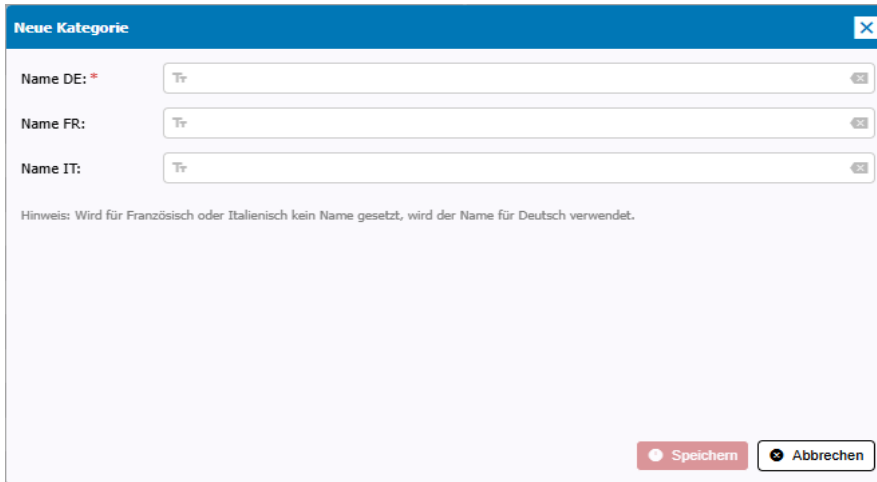 Neue Kategorie
Name DE: *
Name FR:
Name IT:
Hinweis: Wird für Französisch oder Italienisch kein Name gesetzt, wird der Name für Deutsch verwendet.
Speichern Abbrechen